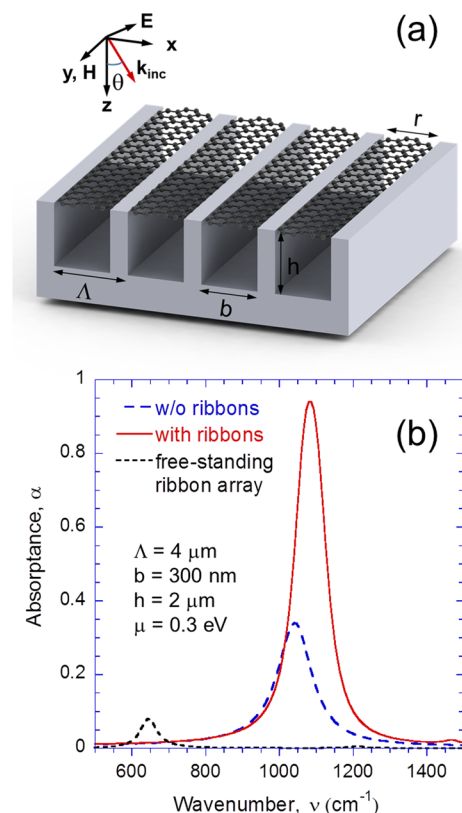 (a)
E
x
y, H
k_inc
θ
z
r
h
Λ
b
(b)
w/o ribbons
with ribbons
free-standing
ribbon array
Λ = 4 μm
b = 300 nm
h = 2 μm
μ = 0.3 eV
Absorptance, α
1
0.8
0.6
0.4
0.2
0
600 800 1000 1200 1400
Wavenumber, ν (cm⁻¹)